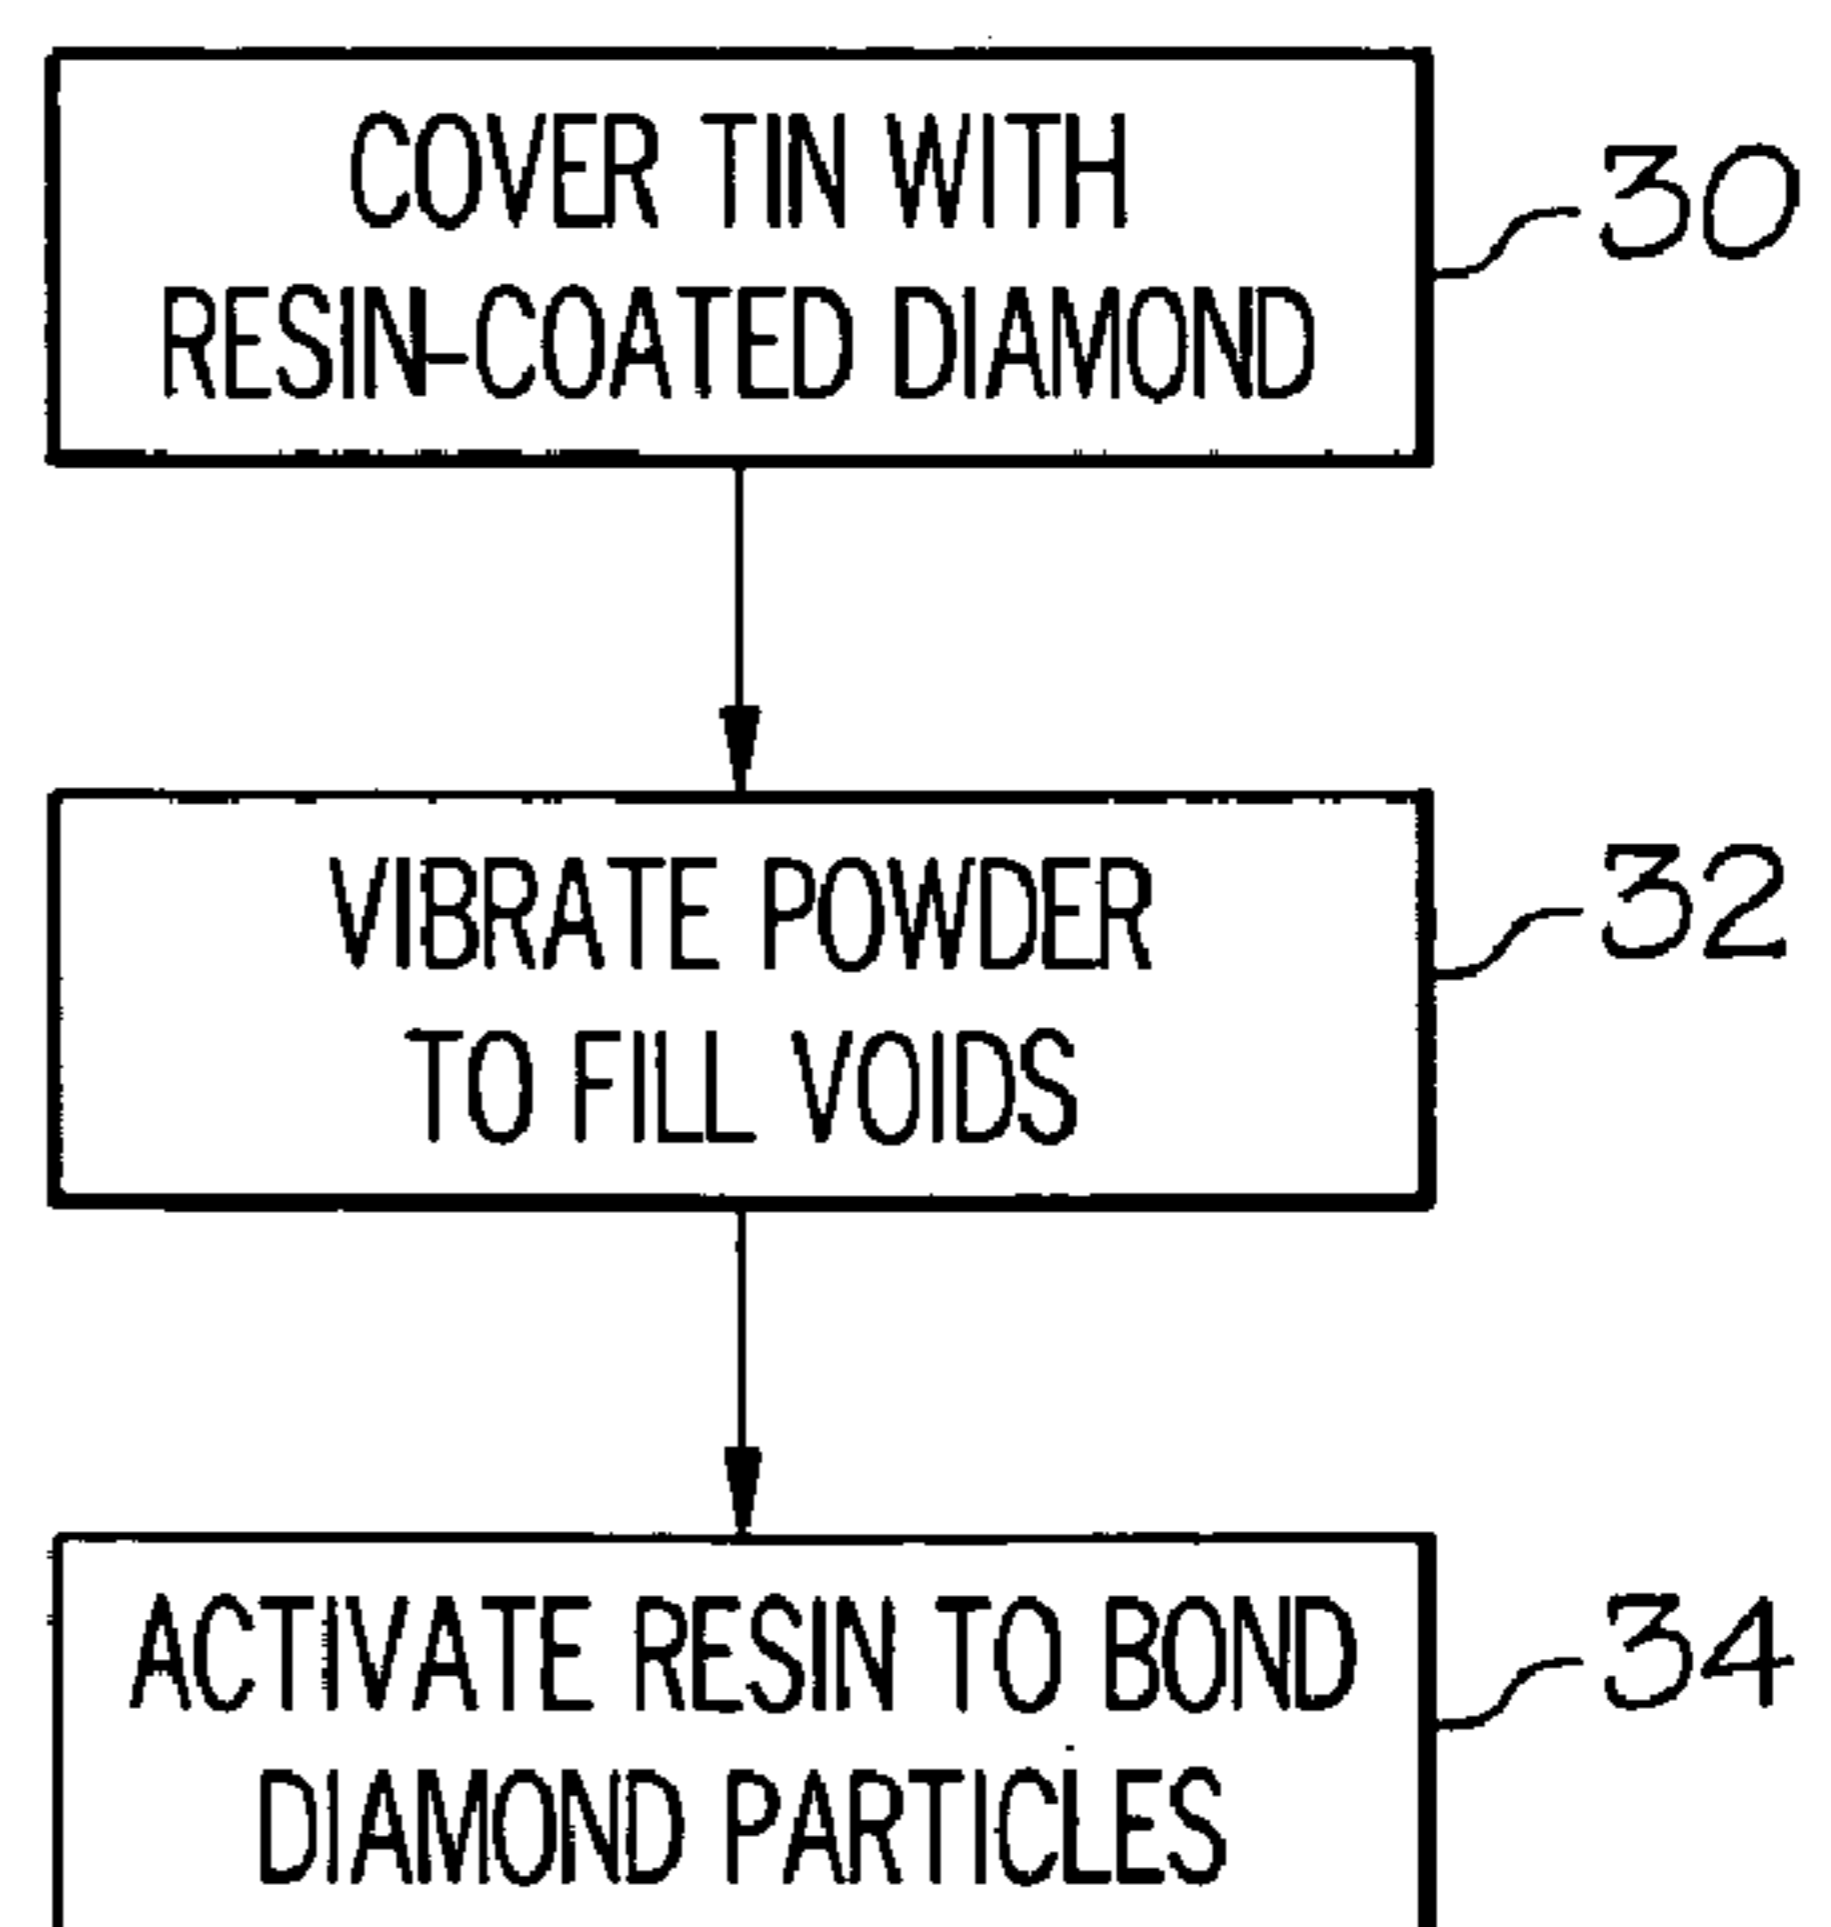 COVER TIN WITH
RESIN-COATED DIAMOND
30
VIBRATE POWDER
TO FILL VOIDS
32
ACTIVATE RESIN TO BOND
DIAMOND PARTICLES
34